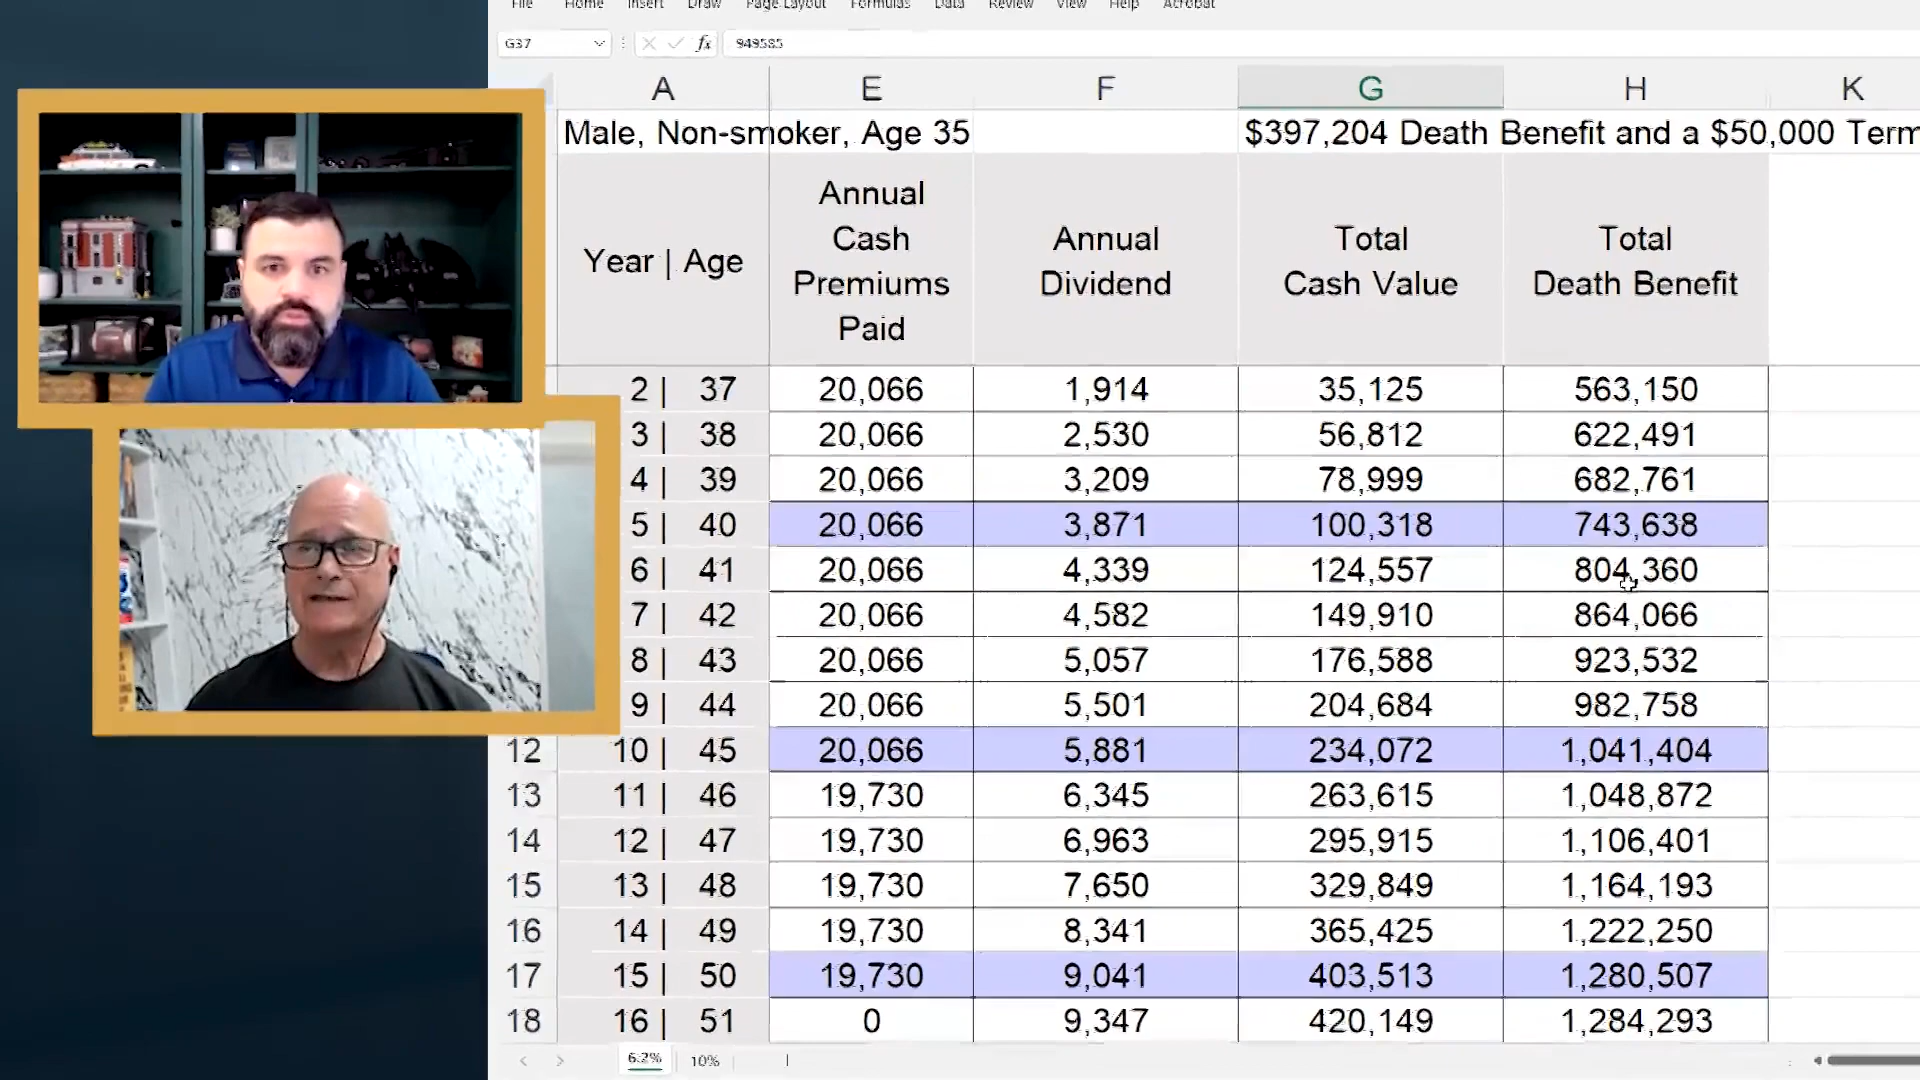 File Home Insert Draw Page Layout Formulas Data Review View Help Acrobat
G37 fx 949585
A E F G H K
Male, Non-smoker, Age 35 $397,204 Death Benefit and a $50,000 Term
Year | Age
Annual
Cash
Premiums
Paid
Annual
Dividend
Total
Cash Value
Total
Death Benefit
2 | 37 20,066 1,914 35,125 563,150
3 | 38 20,066 2,530 56,812 622,491
4 | 39 20,066 3,209 78,999 682,761
5 | 40 20,066 3,871 100,318 743,638
6 | 41 20,066 4,339 124,557 804,360
7 | 42 20,066 4,582 149,910 864,066
8 | 43 20,066 5,057 176,588 923,532
9 | 44 20,066 5,501 204,684 982,758
12 10 | 45 20,066 5,881 234,072 1,041,404
13 11 | 46 19,730 6,345 263,615 1,048,872
14 12 | 47 19,730 6,963 295,915 1,106,401
15 13 | 48 19,730 7,650 329,849 1,164,193
16 14 | 49 19,730 8,341 365,425 1,222,250
17 15 | 50 19,730 9,041 403,513 1,280,507
18 16 | 51 0 9,347 420,149 1,284,293
6.2% 10%